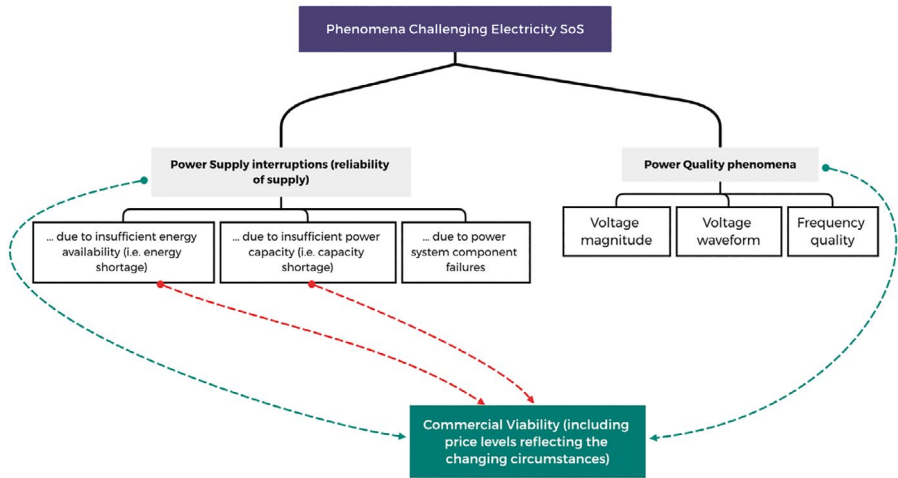 Phenomena Challenging Electricity SoS
Power Supply interruptions (reliability
of supply)
Power Quality phenomena
... due to insufficient energy
availability (i.e. energy
shortage)
... due to insufficient power
capacity (i.e. capacity
shortage)
... due to power
system component
failures
Voltage
magnitude
Voltage
waveform
Frequency
quality
Commercial Viability (including
price levels reflecting the
changing circumstances)